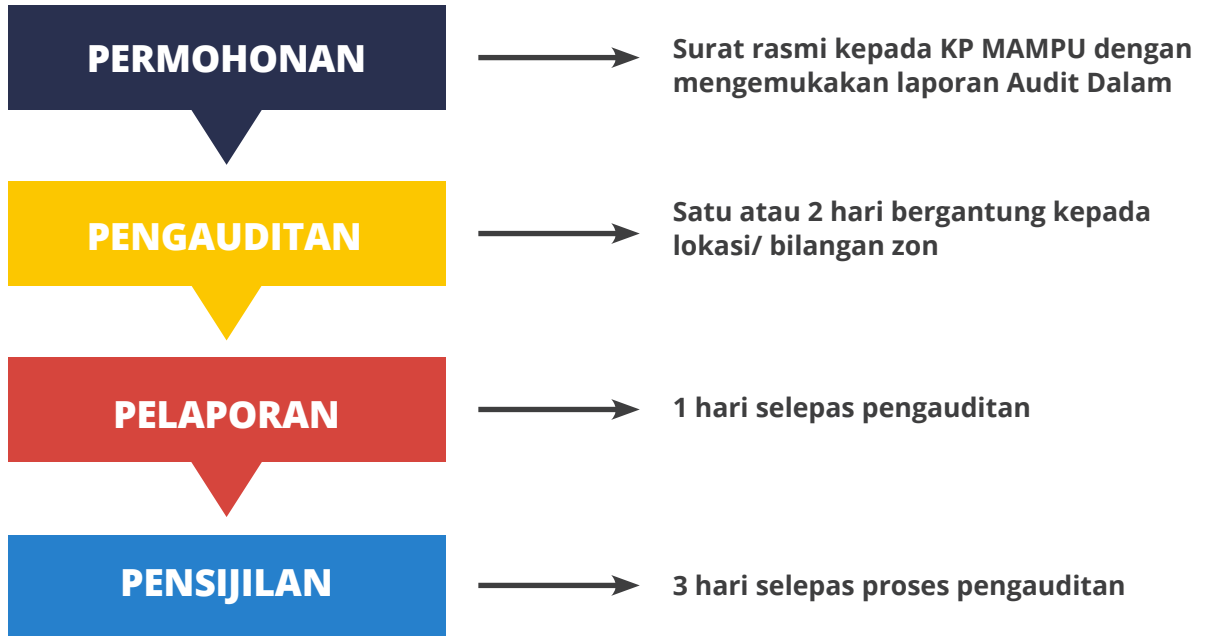 PERMOHONAN
Surat rasmi kepada KP MAMPU dengan
mengemukakan laporan Audit Dalam
PENGAUDITAN
Satu atau 2 hari bergantung kepada
lokasi/ bilangan zon
PELAPORAN
1 hari selepas pengauditan
PENSIJILAN
3 hari selepas proses pengauditan